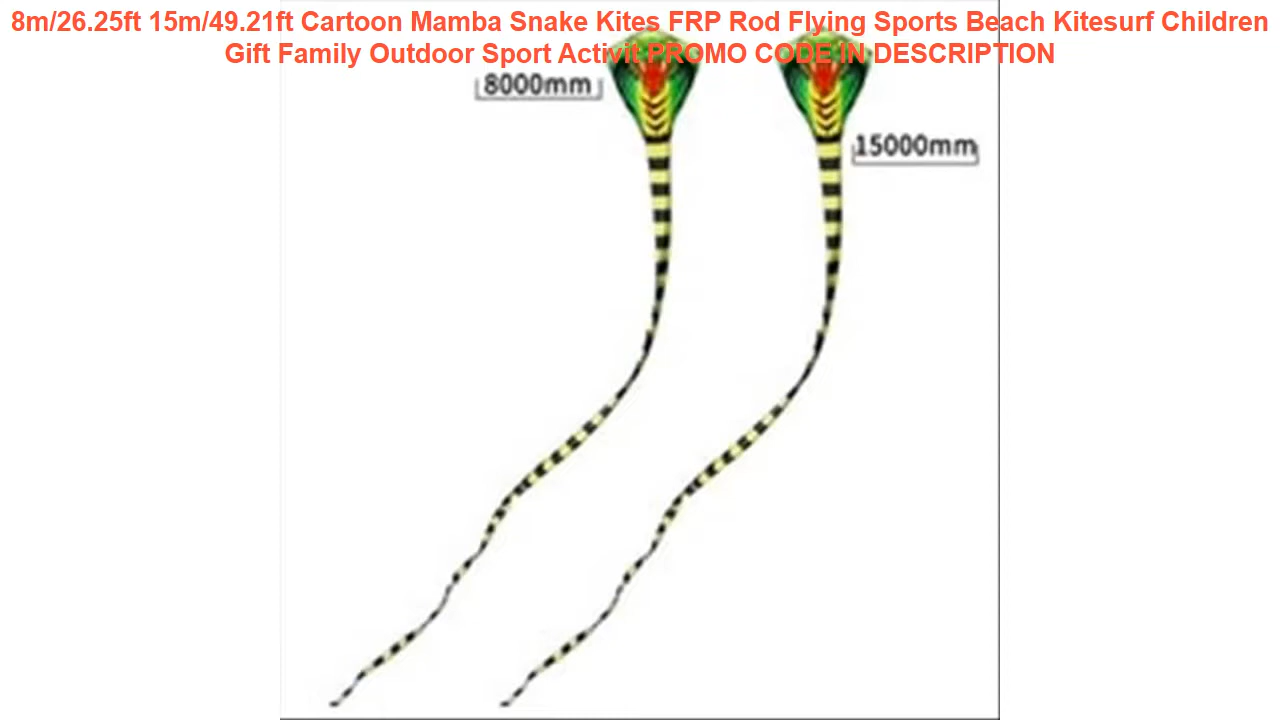 8m/26.25ft 15m/49.21ft Cartoon Mamba Snake Kites FRP Rod Flying Sports Beach Kitesurf Children
Gift Family Outdoor Sport Activit PROMO CODE IN DESCRIPTION
8000mm
15000mm